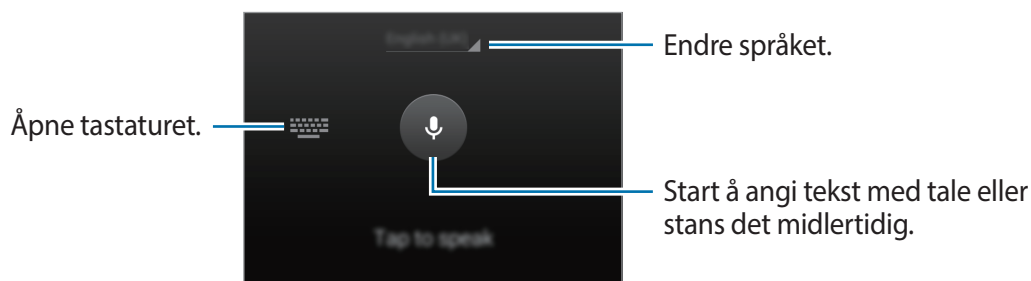 English (UK)
Endre språket.
Åpne tastaturet.
Start å angi tekst med tale eller
stans det midlertidig.
Tap to speak